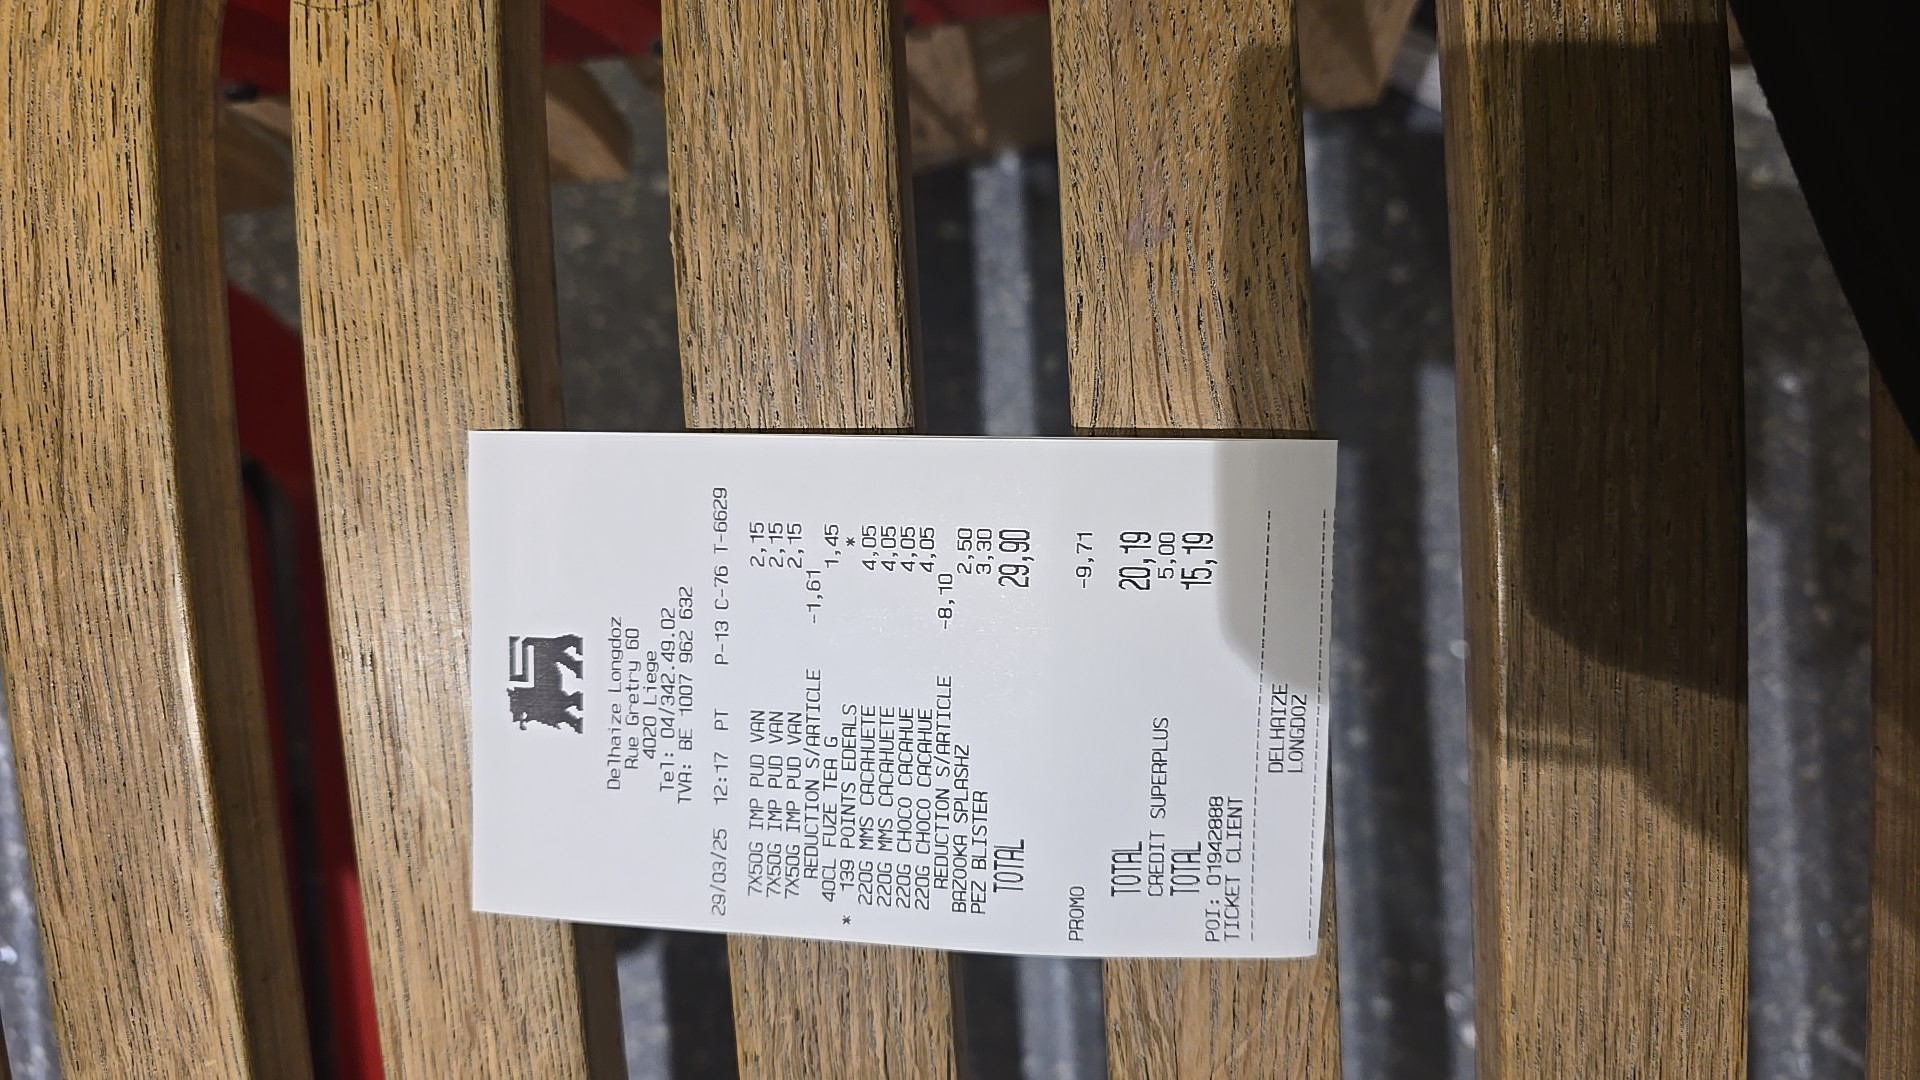 Delhaize Longdoz
Rue Gretry 60
4020 Liege
Tel: 04/342.49.02
TVA: BE 1007 962 632
29/03/25 12:17 PT P-13 C-76 T-6629
7X50G IMP PUD VAN 2,15
7X50G IMP PUD VAN 2,15
7X50G IMP PUD VAN 2,15
REDUCTION S/ARTICLE -1,61
40CL FUZE TEA G 1,45
* 139 POINTS EDEALS *
220G MMS CACAHUETE 4,05
220G MMS CACAHUETE 4,05
220G CHOCO CACAHUE 4,05
220G CHOCO CACAHUE 4,05
REDUCTION S/ARTICLE -8,10
BAZOOKA SPLASHZ 2,50
PEZ BLISTER 3,30
TOTAL 29,90
PROMO -9,71
TOTAL 20,19
CREDIT SUPERPLUS 5,00
TOTAL 15,19
POI: 01942888
TICKET CLIENT
--------------------------------
DELHAIZE
LONGDOZ
--------------------------------